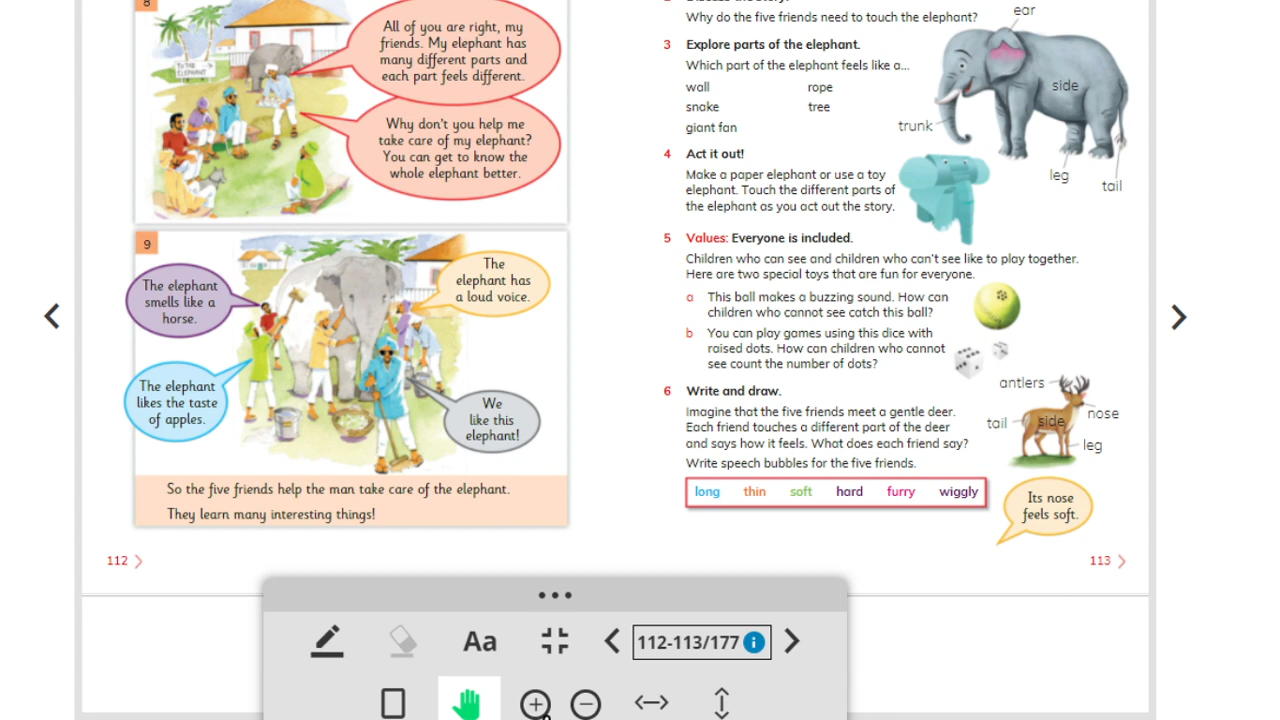 8
All of you are right, my
friends. My elephant has
many different parts and
each part feels different.
TO THE
ELEPHANT
Why don't you help me
take care of my elephant?
You can get to know the
whole elephant better.
9
The elephant
smells like a
horse.
The
elephant has
a loud voice.
The elephant
likes the taste
of apples.
We
like this
elephant!
So the five friends help the man take care of the elephant.
They learn many interesting things!
112
Why do the five friends need to touch the elephant?
3 Explore parts of the elephant.
Which part of the elephant feels like a...
wall rope
snake tree
giant fan
ear
side
trunk
leg
tail
4 Act it out!
Make a paper elephant or use a toy
elephant. Touch the different parts of
the elephant as you act out the story.
5 Values: Everyone is included.
Children who can see and children who can't see like to play together.
Here are two special toys that are fun for everyone.
a This ball makes a buzzing sound. How can
children who cannot see catch this ball?
b You can play games using this dice with
raised dots. How can children who cannot
see count the number of dots?
6 Write and draw.
Imagine that the five friends meet a gentle deer.
Each friend touches a different part of the deer
and says how it feels. What does each friend say?
Write speech bubbles for the five friends.
antlers
nose
tail
side
leg
long thin soft hard furry wiggly
Its nose
feels soft.
113
Aa
112-113/177